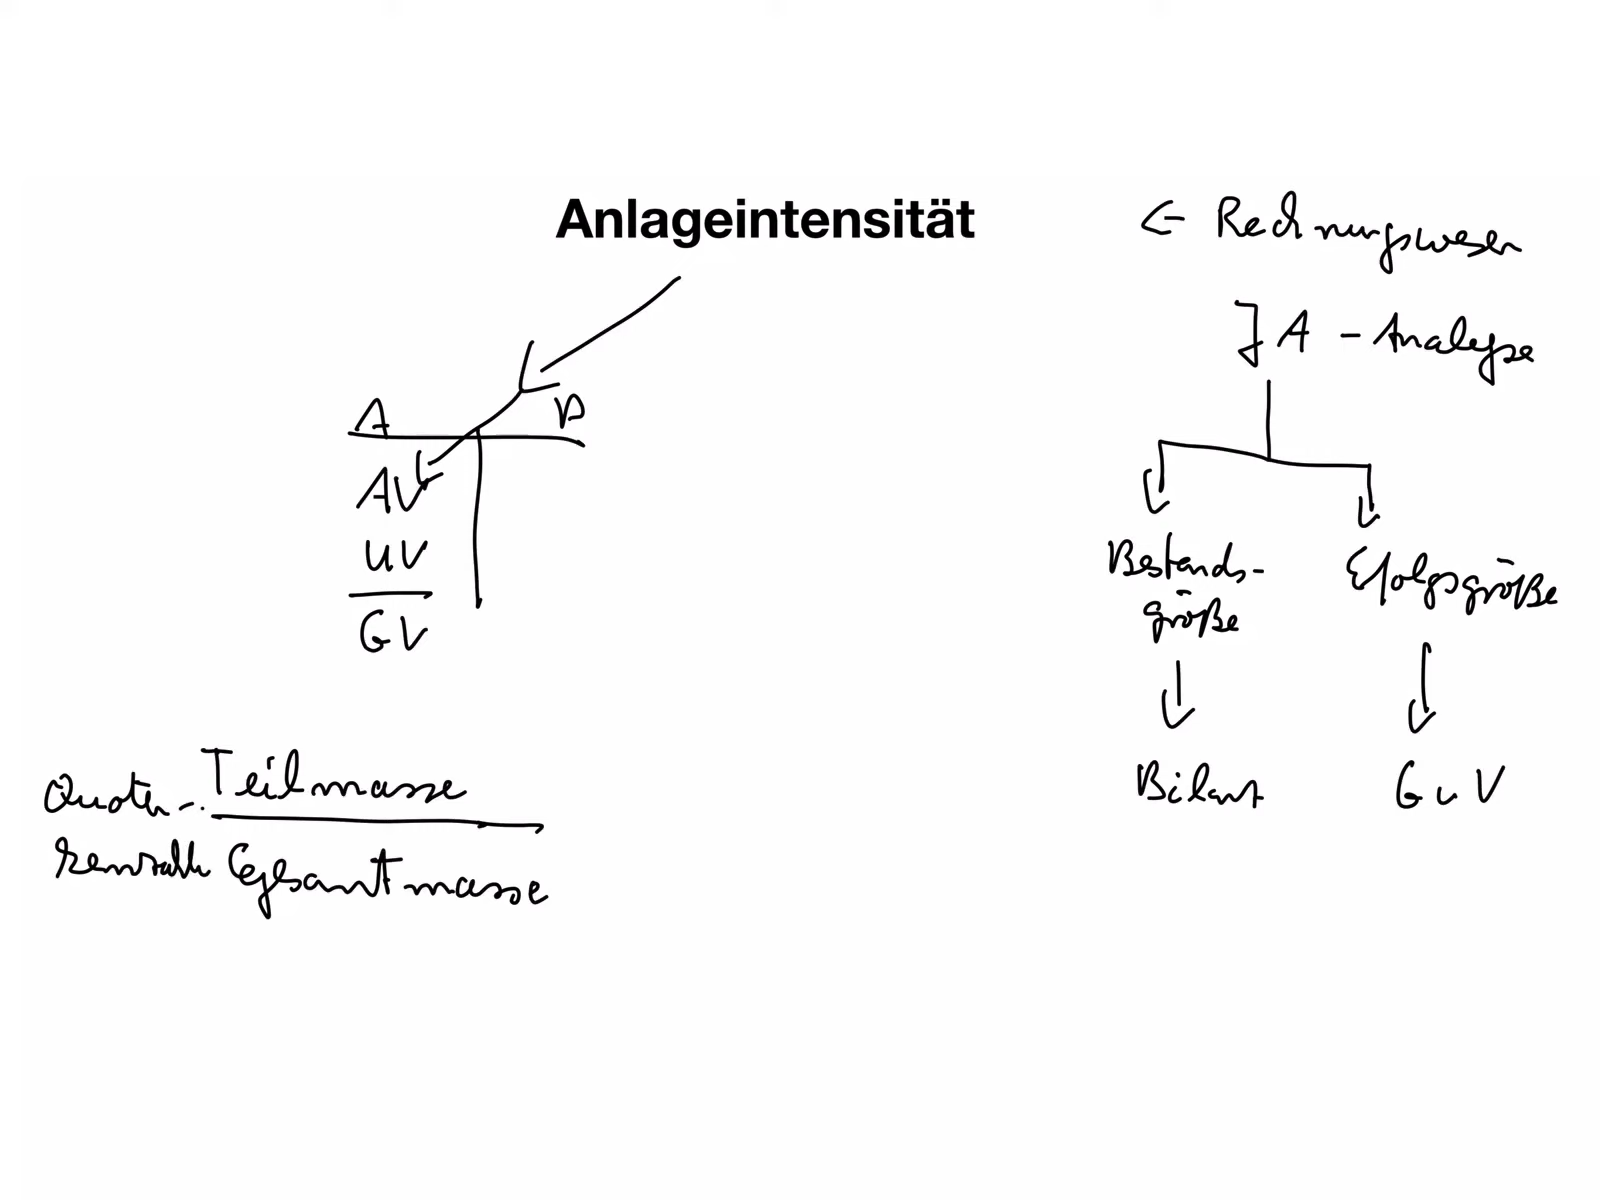 Anlageintensität
← Rechnungswesen
JA - Analyse
A P
AV
UV
GV
Bestands-
größe
Erfolgsgröße
Bilanz
GuV
Quoten-
kennzahl
Teilmasse
Gesamtmasse